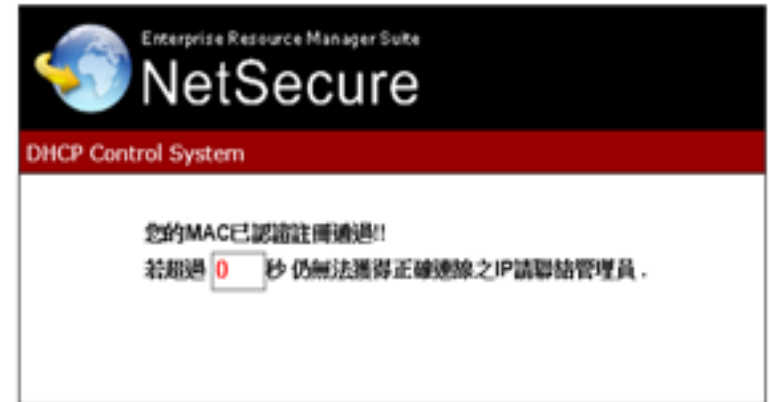 Enterprise Resource Manager Suite
NetSecure
DHCP Control System
您的MAC已認證註冊通過!!
若超過 0 秒 仍無法獲得正確連線之IP請聯絡管理員 .